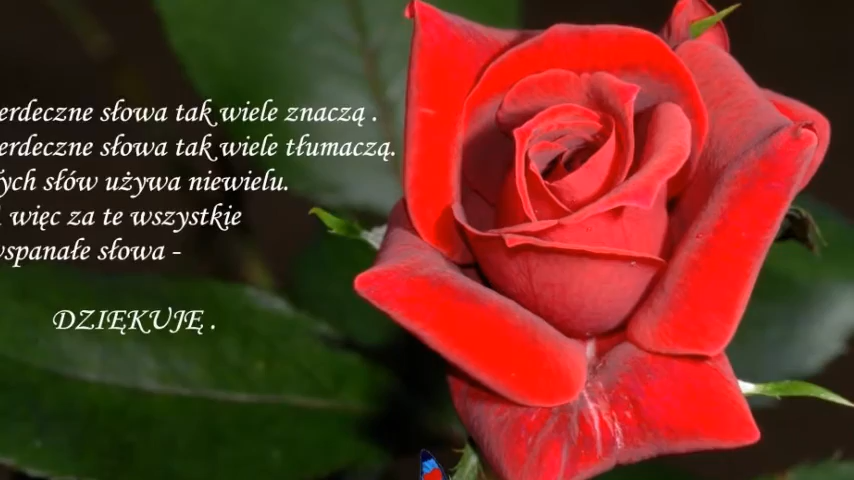 erdeczne słowa tak wiele znaczą .
erdeczne słowa tak wiele tłumaczą.
ych słów używa niewielu.
więc za te wszystkie
wspanałe słowa -
DZIĘKUJĘ .